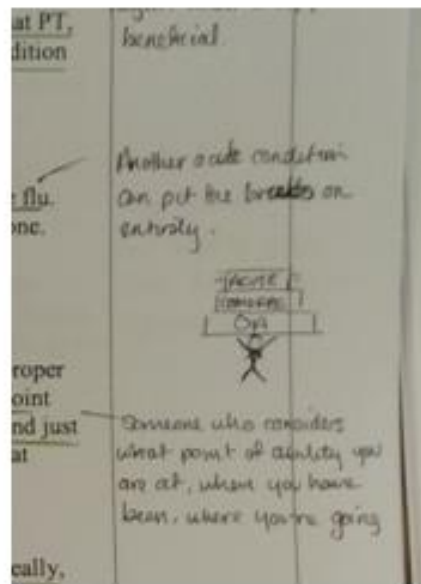 at PT,
dition
beneficial.
Another acute condition
can put the breaks on
entirely.
flu.
one.
ACUTE
OA
roper
oint
nd just
at
Someone who considers
what point of ability you
are at, where you have
been, where you're going
cally,